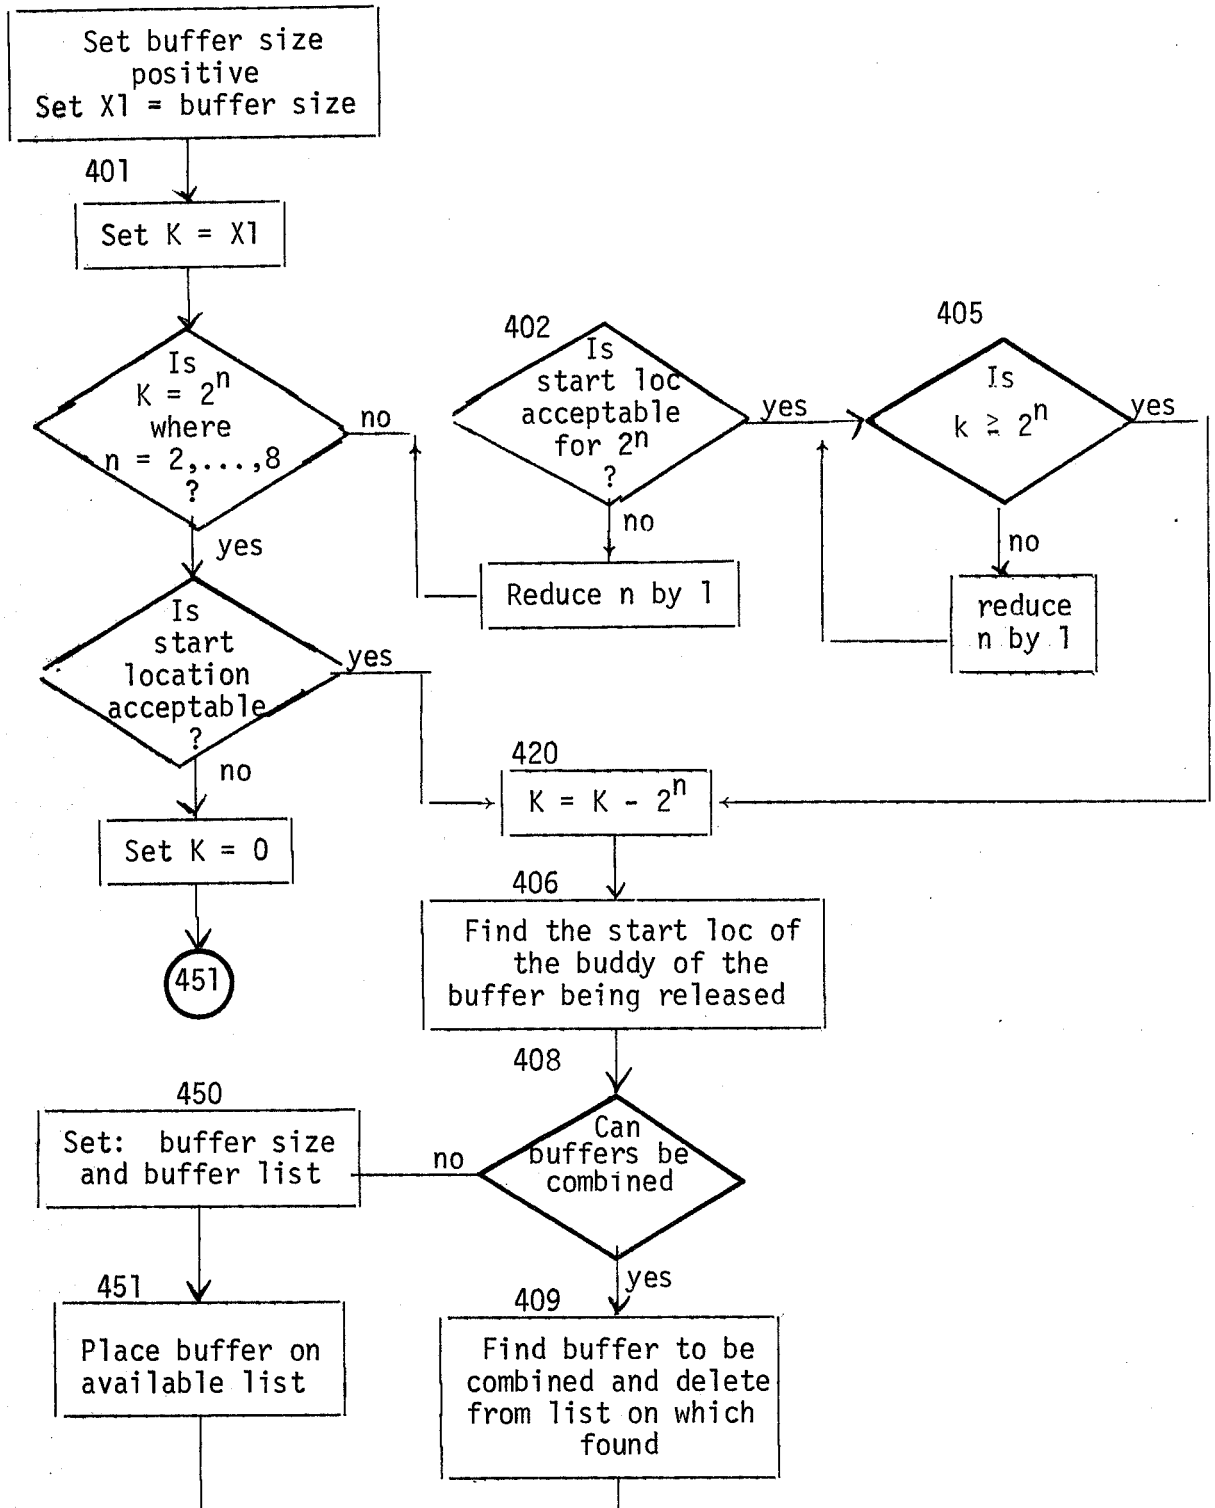 Set buffer size
positive
Set X1 = buffer size
401
Set K = X1
Is
K = 2^n
where
n = 2,...,8
?
no
yes
402
Is
start loc
acceptable
for 2^n
?
yes
no
Reduce n by 1
405
Is
k ≧ 2^n
yes
no
reduce
n by 1
Is
start
location
acceptable
?
yes
no
Set K = 0
451
420
K = K - 2^n
406
Find the start loc of
the buddy of the
buffer being released
408
Can
buffers be
combined
no
yes
450
Set: buffer size
and buffer list
451
Place buffer on
available list
409
Find buffer to be
combined and delete
from list on which
found